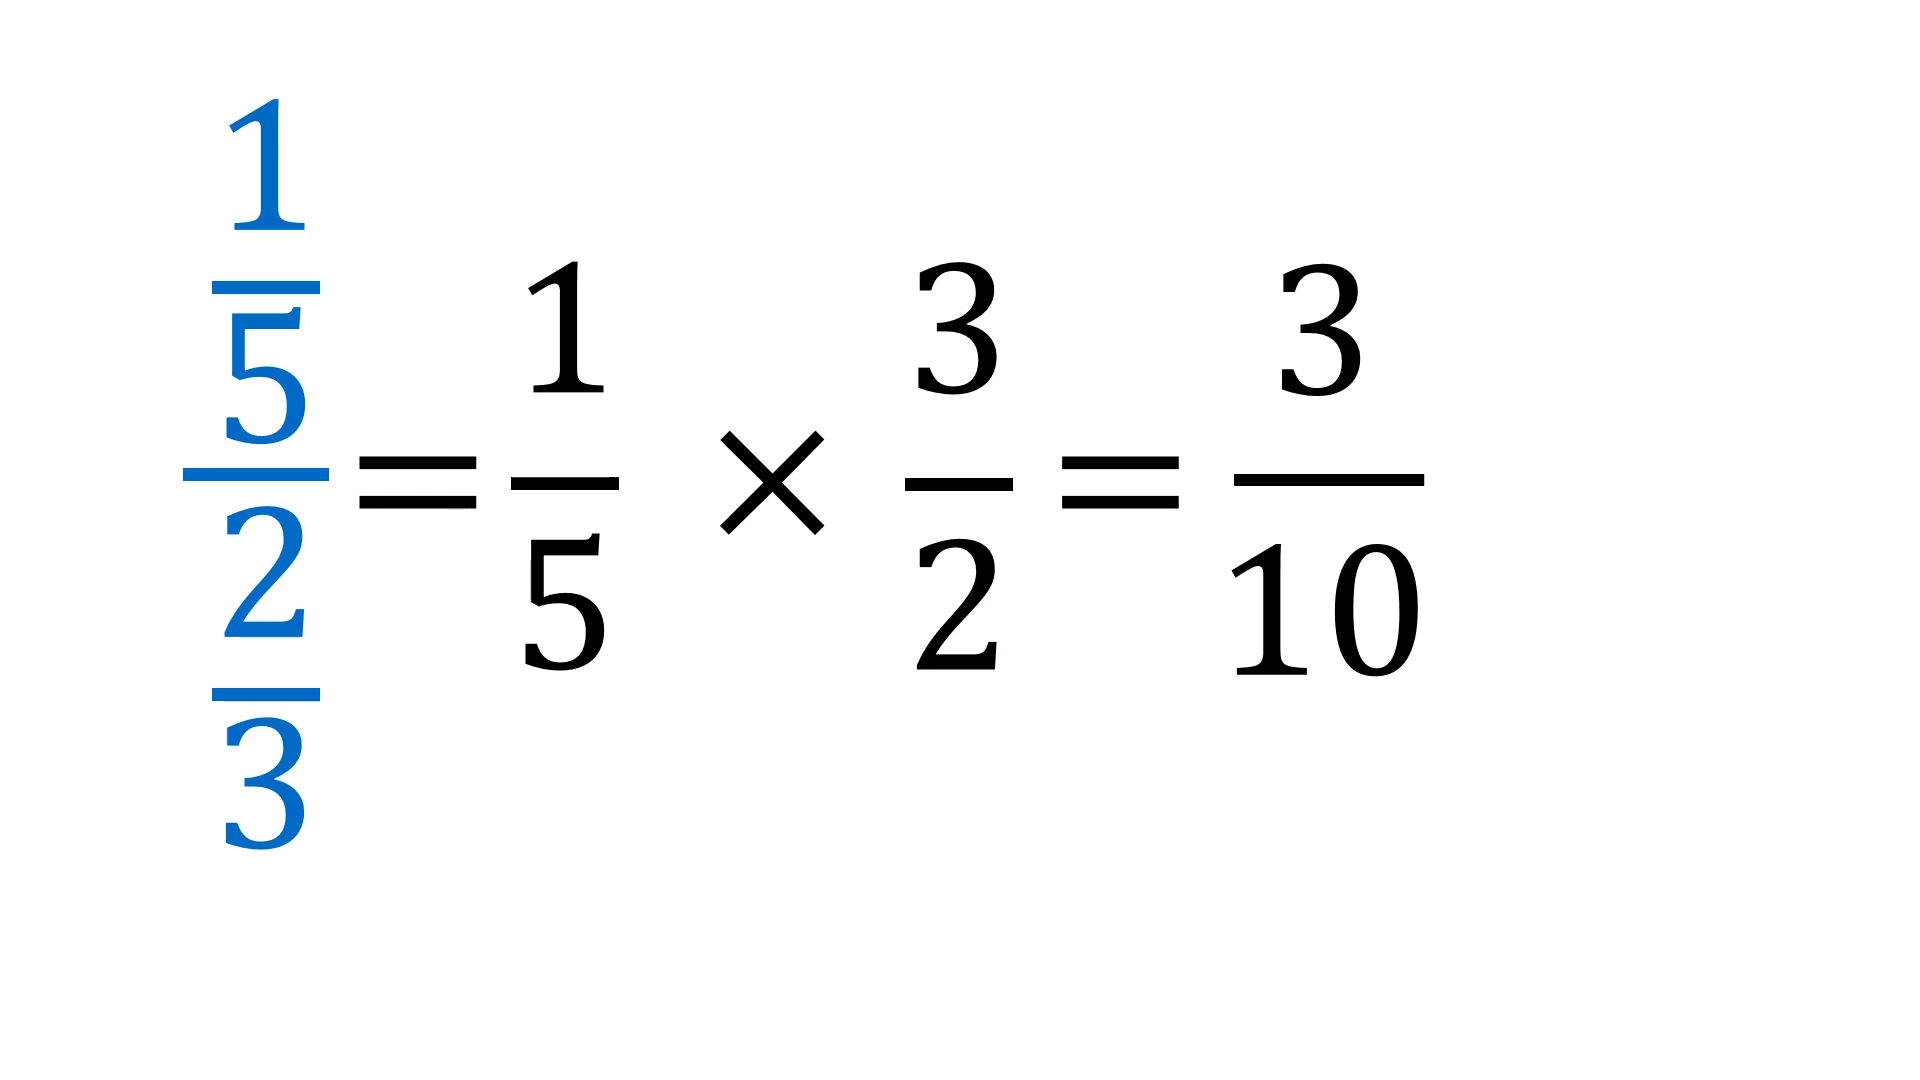 1
5
2
3
= 1/5 × 3/2 = 3/10